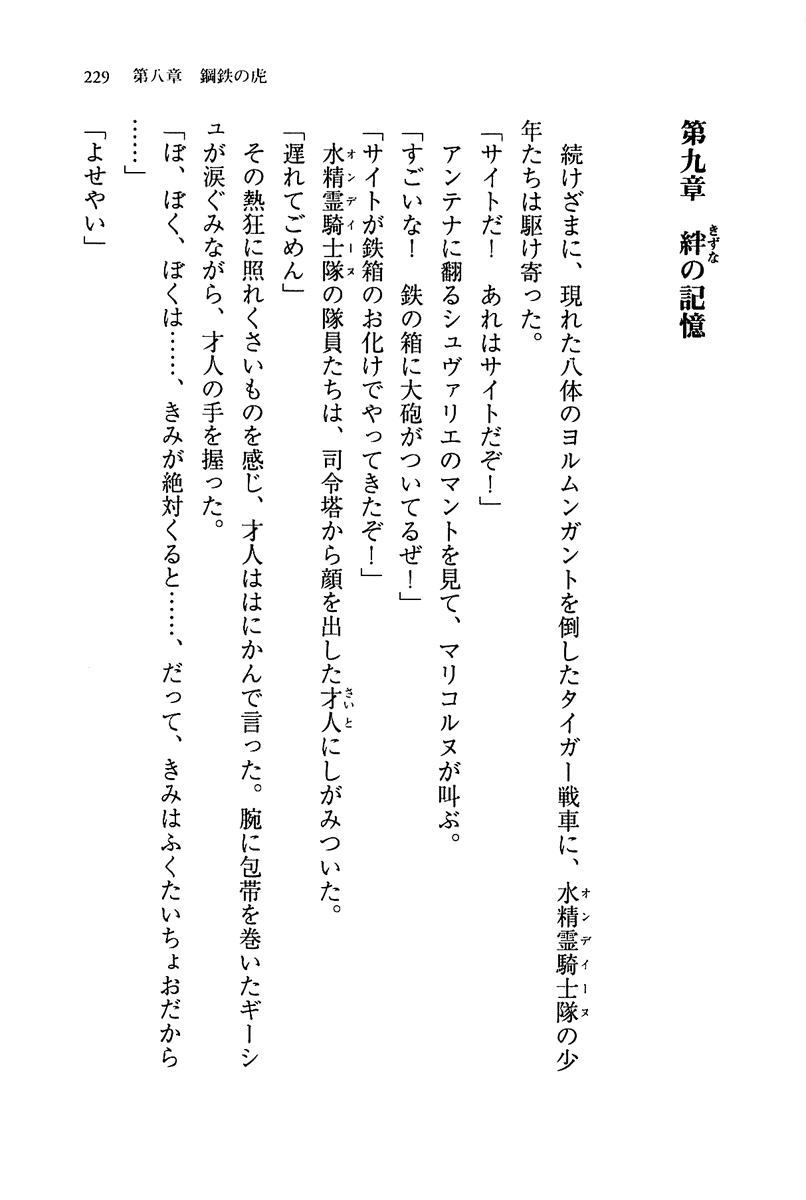 229 第八章 鋼鉄の虎
第九章 絆の記憶
きずな
続けざまに、現れた八体のヨルムンガントを倒したタイガー戦車に、水精霊騎士隊の少
オンディーヌ
年たちは駆け寄った。
「サイトだ! あれはサイトだぞ!」
アンテナに翻るシュヴァリエのマントを見て、マリコルヌが叫ぶ。
「すごいな! 鉄の箱に大砲がついてるぜ!」
「サイトが鉄箱のお化けでやってきたぞ!」
水精霊騎士隊の隊員たちは、司令塔から顔を出した才人にしがみついた。
オンディーヌ
さいと
「遅れてごめん」
その熱狂に照れくさいものを感じ、才人ははにかんで言った。腕に包帯を巻いたギーシ
ュが涙ぐみながら、才人の手を握った。
「ぼ、ぼく、ぼくは……、きみが絶対くると……、だって、きみはふくたいちょおだから
……」
「よせやい」